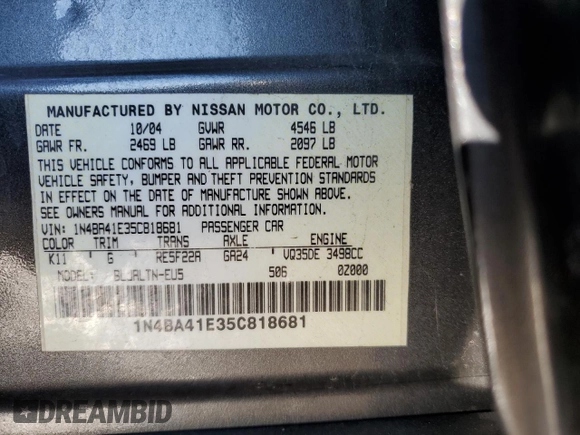 MANUFACTURED BY NISSAN MOTOR CO., LTD.
DATE 10/04 GVWR 4546 LB
GAWR FR. 2469 LB GAWR RR. 2097 LB
THIS VEHICLE CONFORMS TO ALL APPLICABLE FEDERAL MOTOR
VEHICLE SAFETY, BUMPER AND THEFT PREVENTION STANDARDS
IN EFFECT ON THE DATE OF MANUFACTURE SHOWN ABOVE.
SEE OWNERS MANUAL FOR ADDITIONAL INFORMATION.
VIN: 1N4BA41E35C818681 PASSENGER CAR
COLOR TRIM TRANS AXLE ENGINE
K11 G RE5F22A GA24 VQ35DE 3498CC
MODEL: BLJALTN-EU5 506 0Z000
1N4BA41E35C818681
DREAMBID